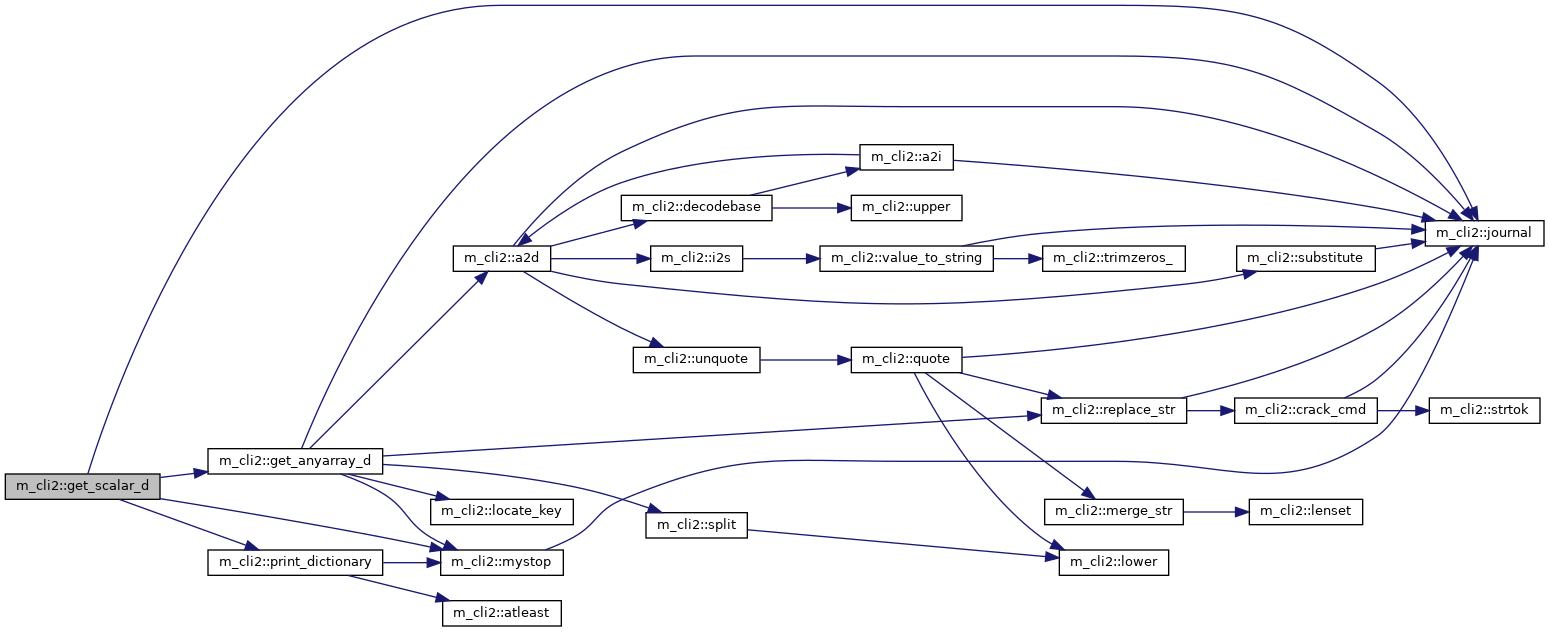 m_cli2::a2i
m_cli2::decodebase
m_cli2::upper
m_cli2::journal
m_cli2::a2d
m_cli2::i2s
m_cli2::value_to_string
m_cli2::trimzeros_
m_cli2::substitute
m_cli2::unquote
m_cli2::quote
m_cli2::replace_str
m_cli2::crack_cmd
m_cli2::strtok
m_cli2::get_anyarray_d
m_cli2::get_scalar_d
m_cli2::locate_key
m_cli2::merge_str
m_cli2::lenset
m_cli2::split
m_cli2::print_dictionary
m_cli2::mystop
m_cli2::lower
m_cli2::atleast